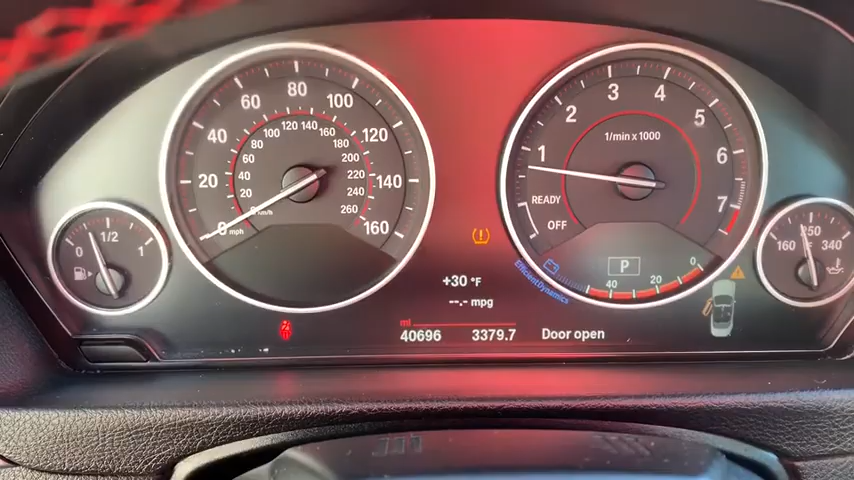 0 1/2 1
0 20 40 60 80 100 120 140 160
mph
20 40 60 80 100 120 140 160 180 200 220 240 260
km/h
1 2 3 4 5 6 7
1/min x 1000
READY
OFF
P
40 20 0
EfficientDynamics
160 250 340
°F
+30 °F
--.- mpg
mi
40696 3379.7 Door open